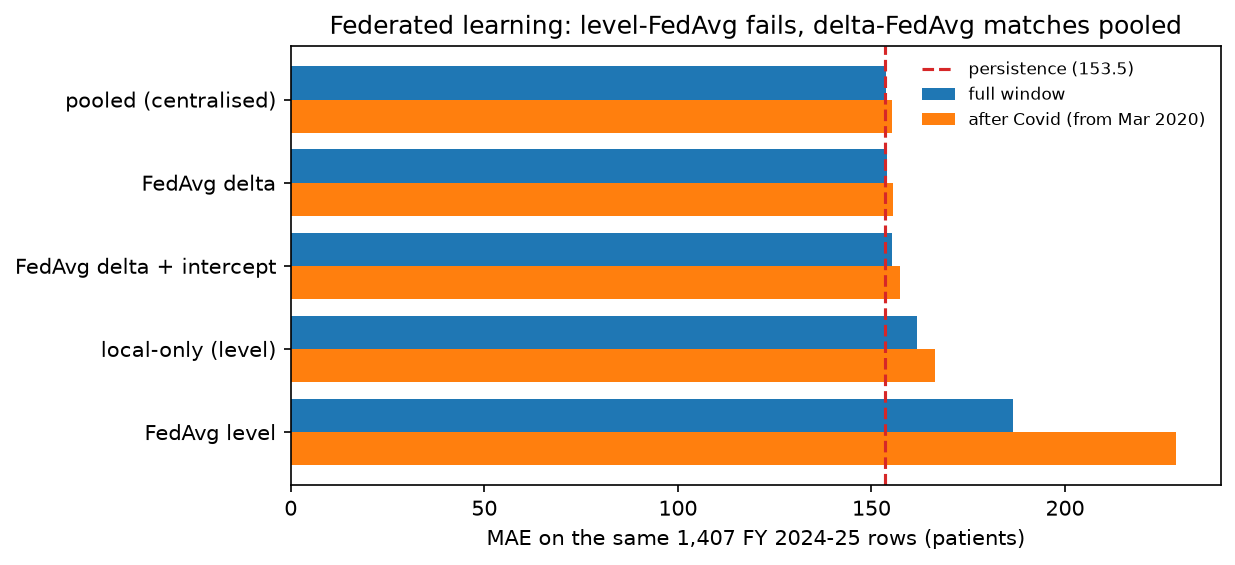 Federated learning: level-FedAvg fails, delta-FedAvg matches pooled
persistence (153.5)
full window
after Covid (from Mar 2020)
pooled (centralised)
FedAvg delta
FedAvg delta + intercept
local-only (level)
FedAvg level
0 50 100 150 200
MAE on the same 1,407 FY 2024-25 rows (patients)